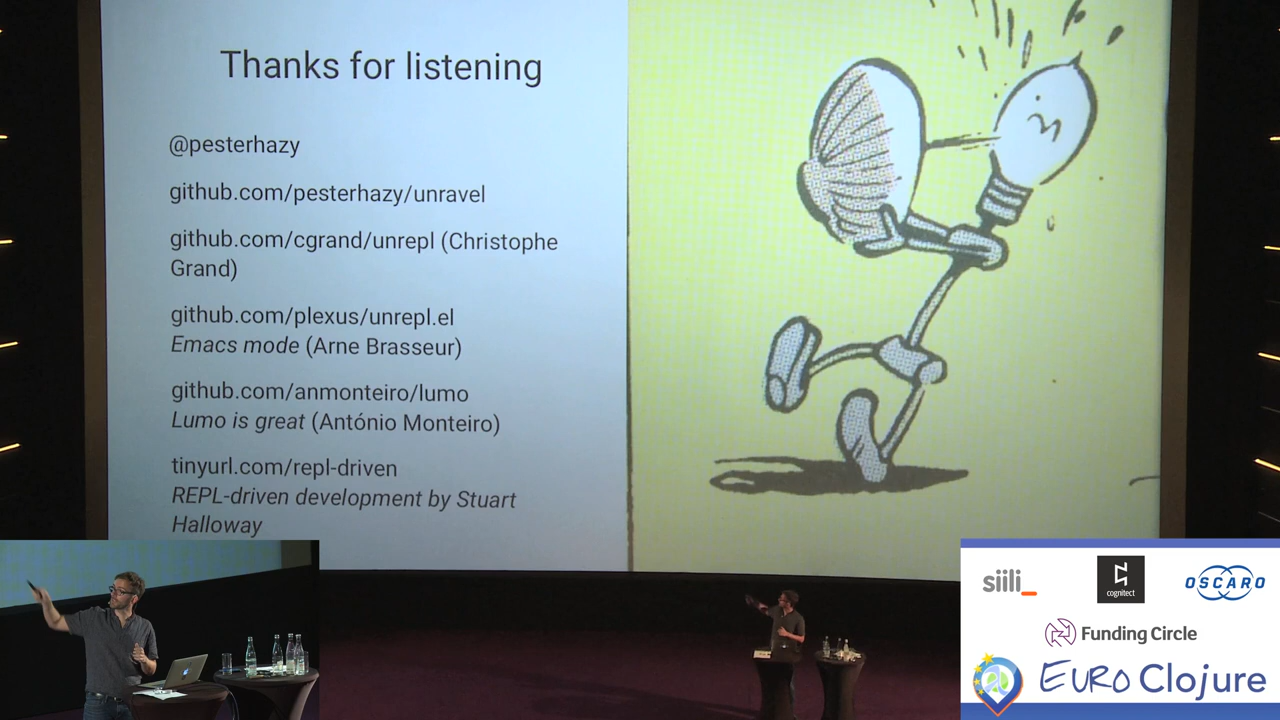 Thanks for listening
@pesterhazy
github.com/pesterhazy/unravel
github.com/cgrand/unrepl (Christophe
Grand)
github.com/plexus/unrepl.el
Emacs mode (Arne Brasseur)
github.com/anmonteiro/lumo
Lumo is great (António Monteiro)
tinyurl.com/repl-driven
REPL-driven development by Stuart
Halloway
siili_
cognitect
OSCARO
Funding Circle
EURO Clojure